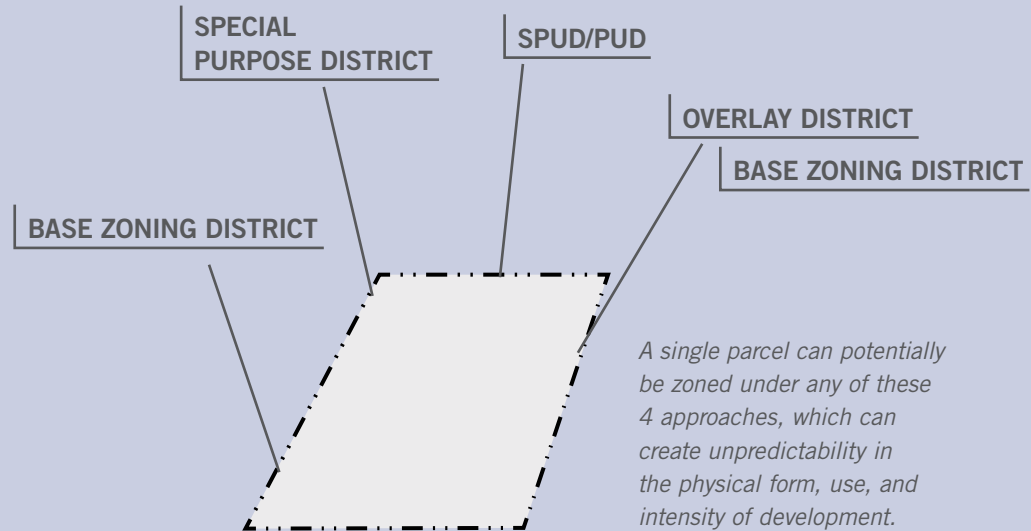 SPECIAL
PURPOSE DISTRICT
SPUD/PUD
OVERLAY DISTRICT
BASE ZONING DISTRICT
BASE ZONING DISTRICT
A single parcel can potentially
be zoned under any of these
4 approaches, which can
create unpredictability in
the physical form, use, and
intensity of development.